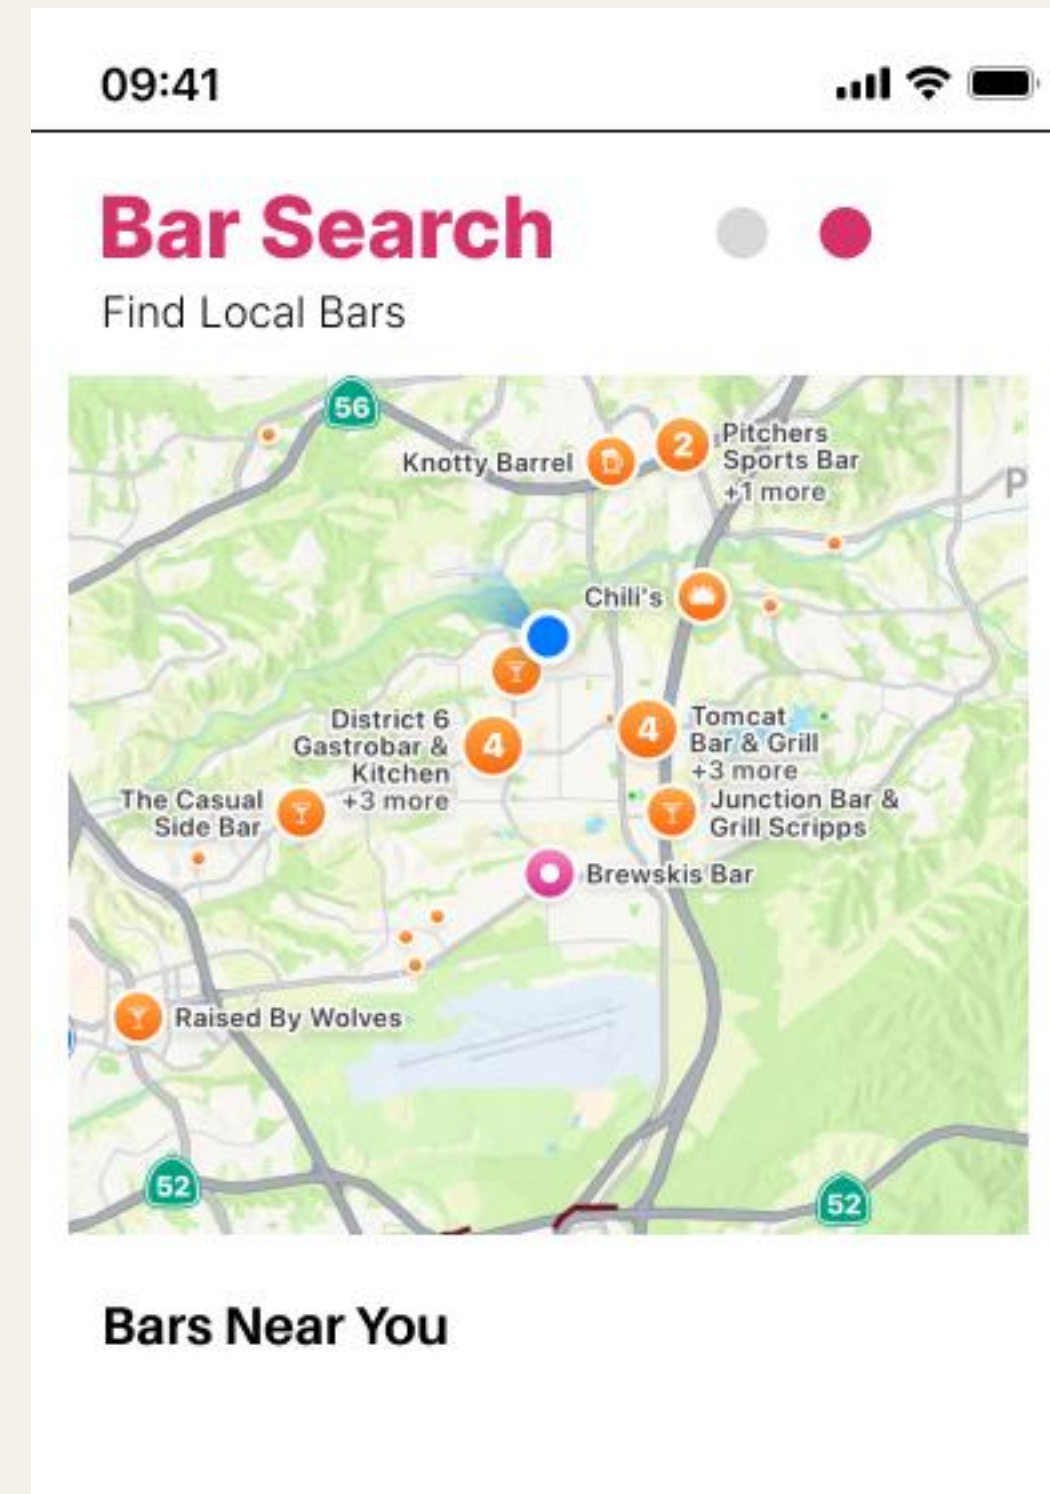 09:41
Bar Search
Find Local Bars
56
Knotty Barrel
2
Pitchers
Sports Bar
+1 more
P
Chili's
District 6
Gastrobar &
Kitchen
+3 more
4
4
Tomcat
Bar & Grill
+3 more
The Casual
Side Bar
Junction Bar &
Grill Scripps
Brewskis Bar
Raised By Wolves
52
52
Bars Near You